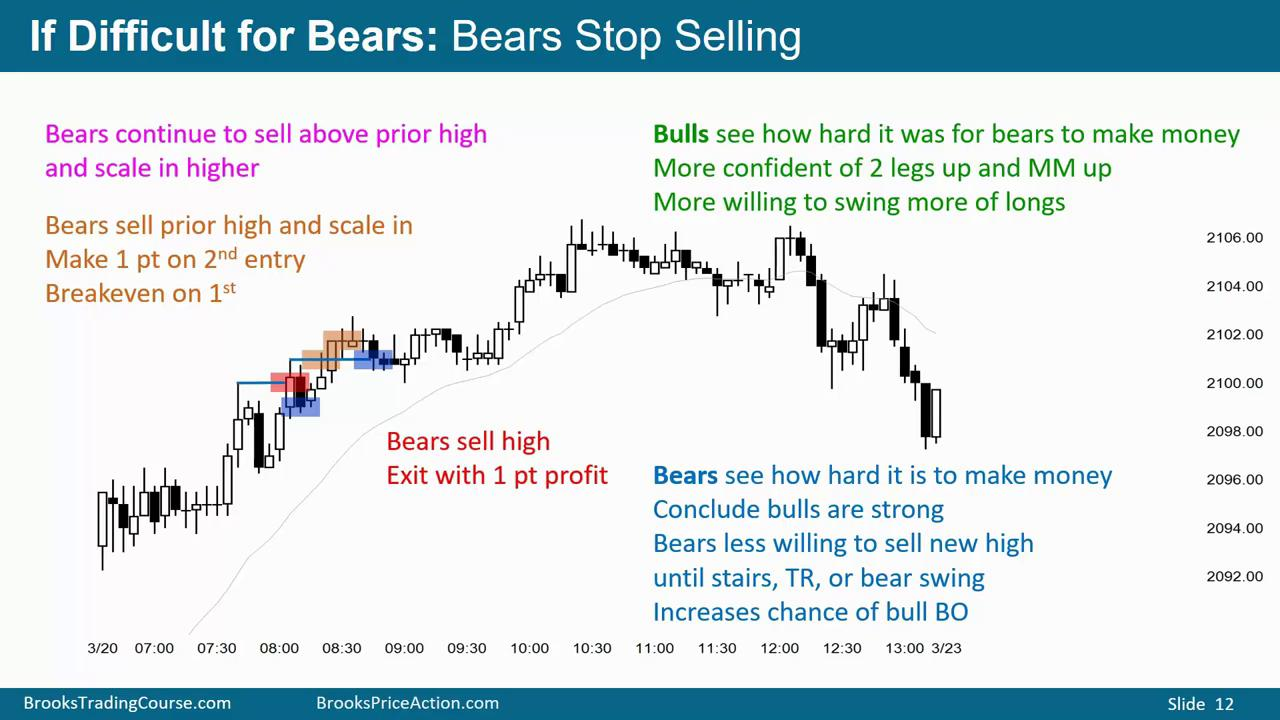 If Difficult for Bears: Bears Stop Selling
Bears continue to sell above prior high
and scale in higher
Bears sell prior high and scale in
Make 1 pt on 2nd entry
Breakeven on 1st
Bulls see how hard it was for bears to make money
More confident of 2 legs up and MM up
More willing to swing more of longs
2106.00
2104.00
2102.00
2100.00
2098.00
2096.00
2094.00
2092.00
Bears sell high
Exit with 1 pt profit
Bears see how hard it is to make money
Conclude bulls are strong
Bears less willing to sell new high
until stairs, TR, or bear swing
Increases chance of bull BO
3/20 07:00 07:30 08:00 08:30 09:00 09:30 10:00 10:30 11:00 11:30 12:00 12:30 13:00 3/23
BrooksTradingCourse.com BrooksPriceAction.com Slide 12